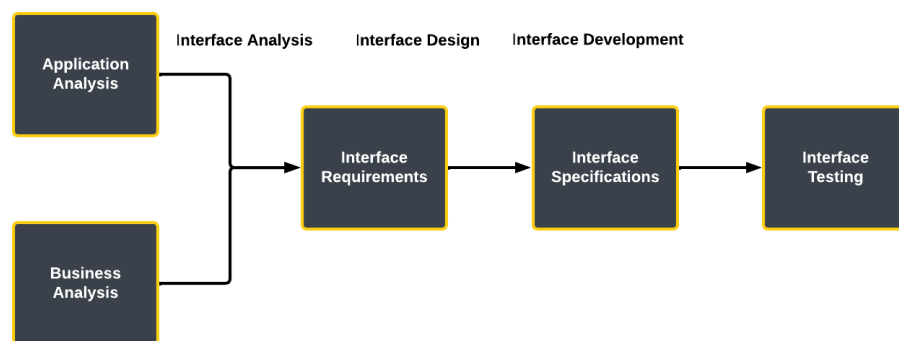 Interface Analysis
Interface Design
Interface Development
Application
Analysis
Interface
Requirements
Interface
Specifications
Interface
Testing
Business
Analysis